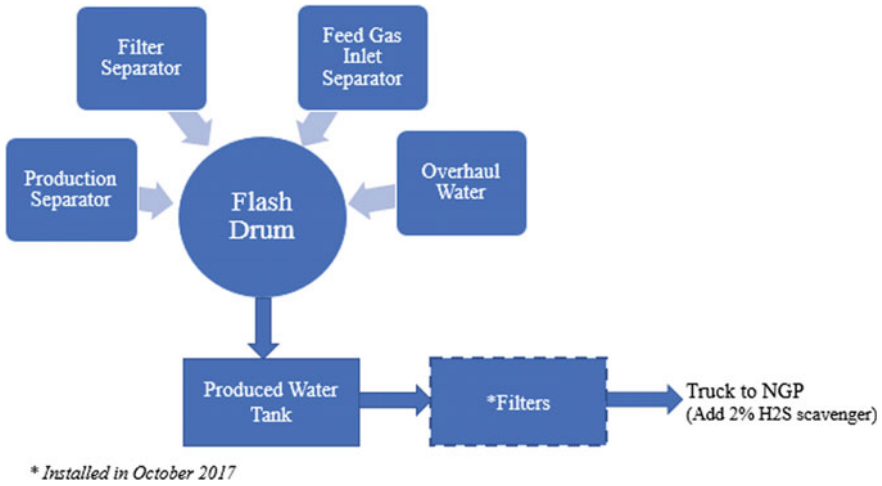 Filter
Separator
Feed Gas
Inlet
Separator
Production
Separator
Overhaul
Water
Flash
Drum
Produced Water
Tank
*Filters
Truck to NGP
(Add 2% H2S scavenger)
* Installed in October 2017